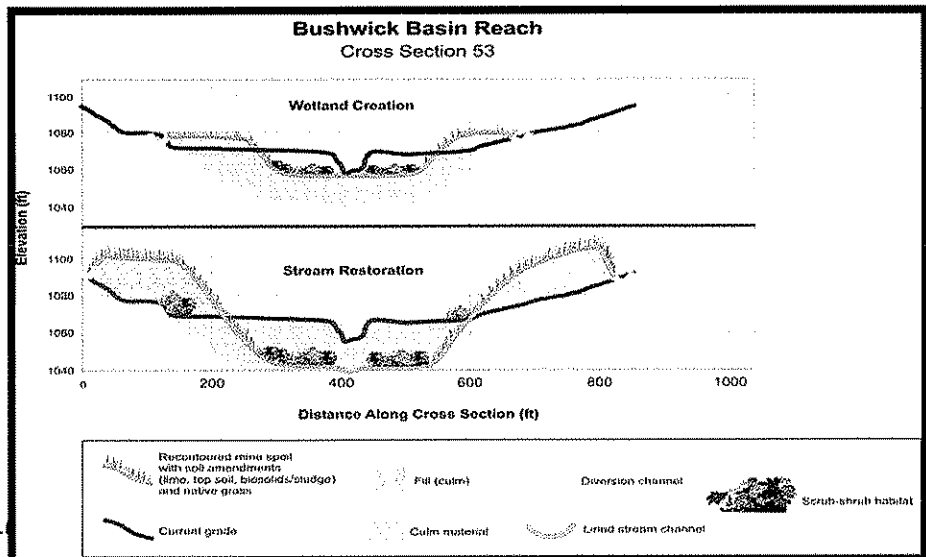 Bushwick Basin Reach
Cross Section 53
Wetland Creation
1100
1080
1060
1040
Elevation (ft)
Stream Restoration
1100
1080
1060
1040
0
200
400
600
800
1040
Distance Along Cross Section (ft)
Recontoured mine spoil
with soil amendments
(lime, top soil, biosolids/sludge)
and native grass
Fill (culm)
Diversion channel
Scrub-shrub habitat
Current grade
Culm material
Lined stream channel